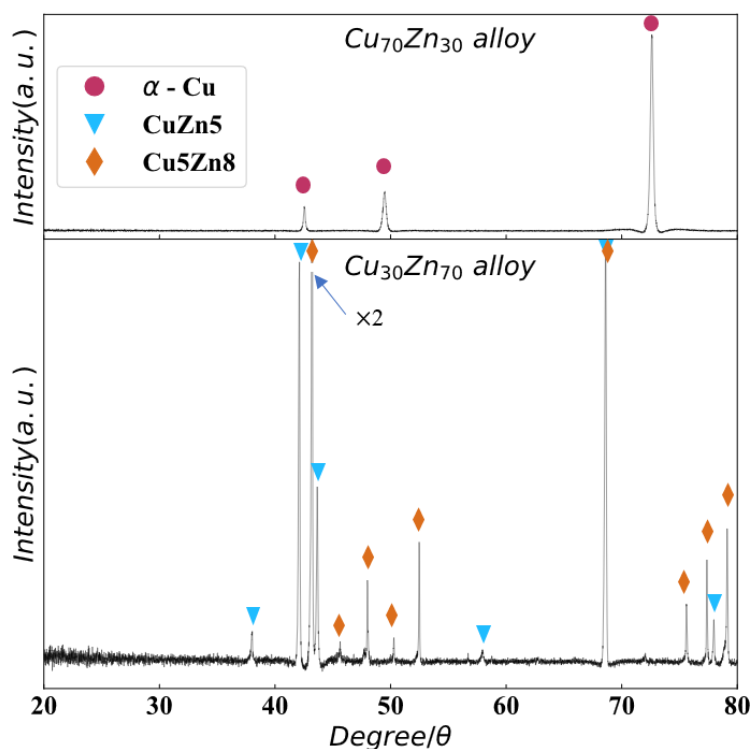 Cu₇₀Zn₃₀ alloy
α - Cu
CuZn5
Cu5Zn8
Intensity(a.u.)
Cu₃₀Zn₇₀ alloy
×2
Intensity(a.u.)
20 30 40 50 60 70 80
Degree/θ